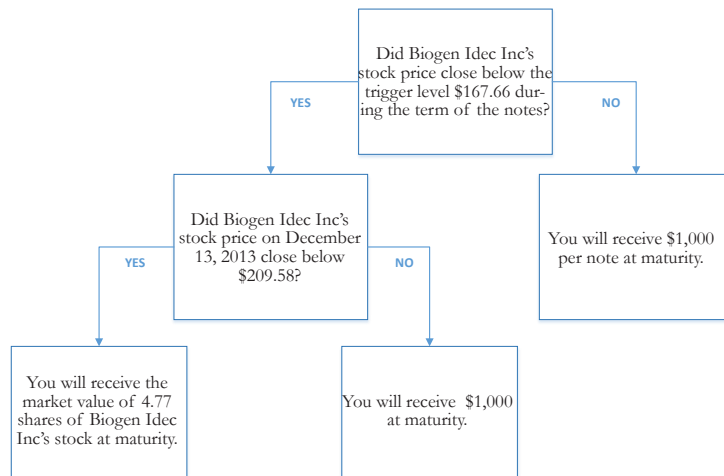 Did Biogen Idec Inc's
stock price close below the
trigger level $167.66 dur-
ing the term of the notes?
YES
NO
Did Biogen Idec Inc's
stock price on December
13, 2013 close below
$209.58?
You will receive $1,000
per note at maturity.
YES
NO
You will receive the
market value of 4.77
shares of Biogen Idec
Inc's stock at maturity.
You will receive $1,000
at maturity.